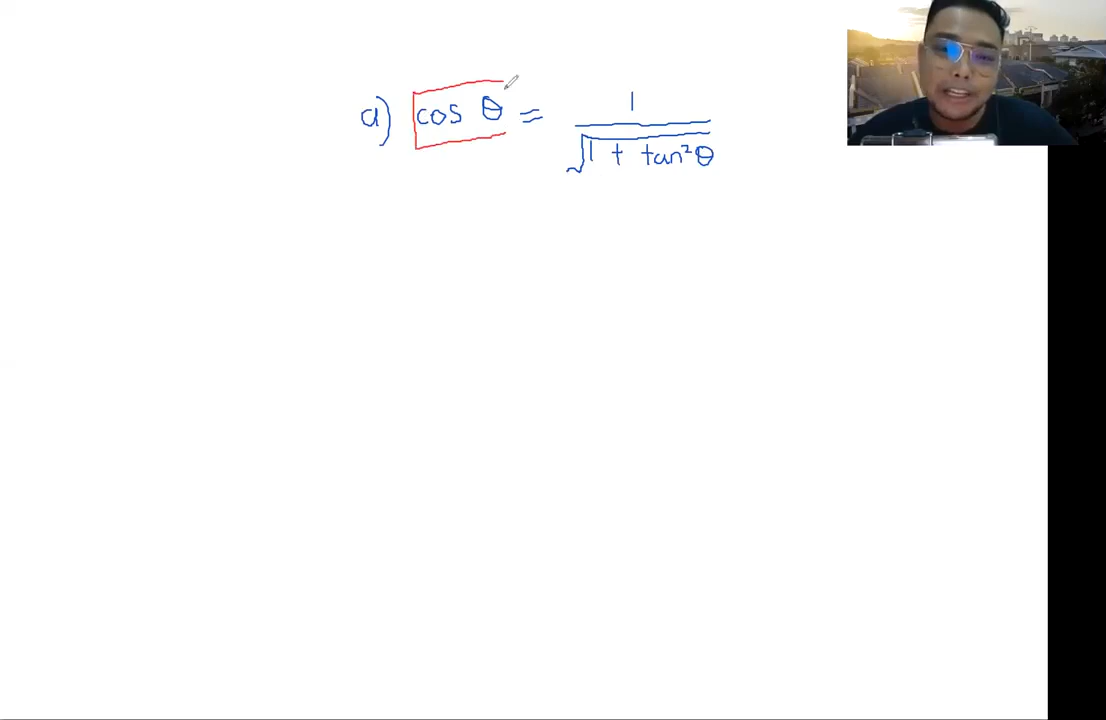 a) cos θ = 1 / √(1 + tan²θ)